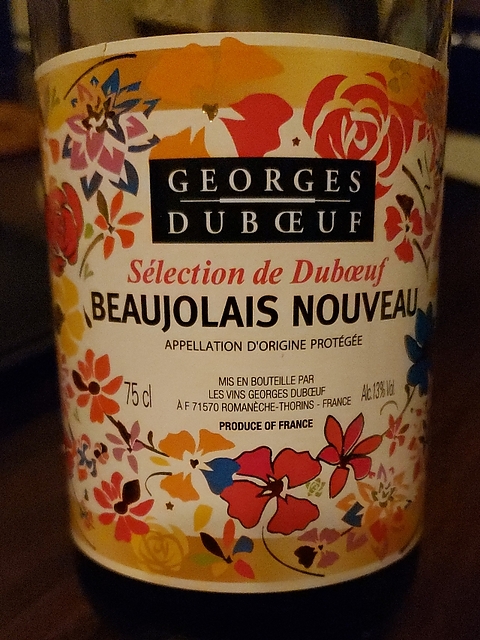 GEORGES
DUBŒUF
Sélection de Dubœuf
BEAUJOLAIS NOUVEAU
APPELLATION D'ORIGINE PROTÉGÉE
75 cl
MIS EN BOUTEILLE PAR
LES VINS GEORGES DUBŒUF
À F 71570 ROMANÈCHE-THORINS - FRANCE
Alc.13% Vol.
PRODUCE OF FRANCE